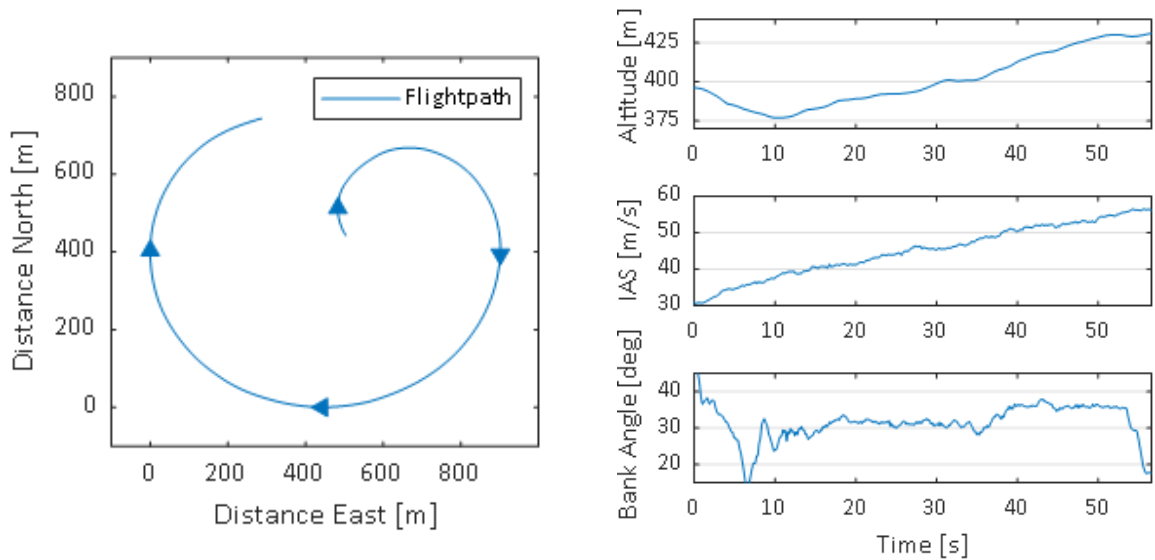 Flightpath
Distance North [m]
800
600
400
200
0
0 200 400 600 800
Distance East [m]
Altitude [m]
425
400
375
0 10 20 30 40 50
IAS [m/s]
60
50
40
30
0 10 20 30 40 50
Bank Angle [deg]
40
30
20
0 10 20 30 40 50
Time [s]